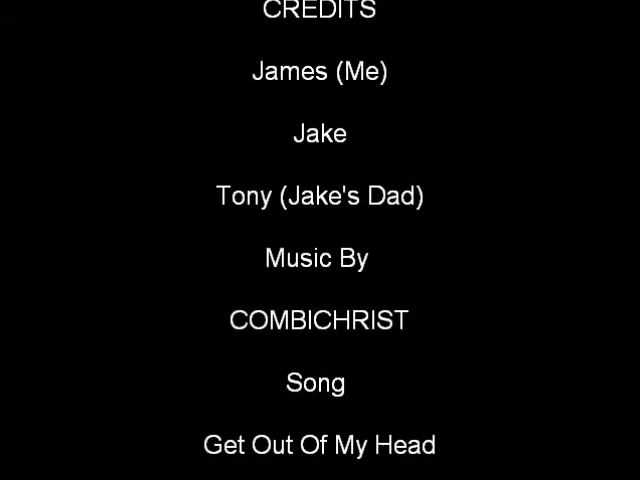 CREDITS
James (Me)
Jake
Tony (Jake's Dad)
Music By
COMBICHRIST
Song
Get Out Of My Head